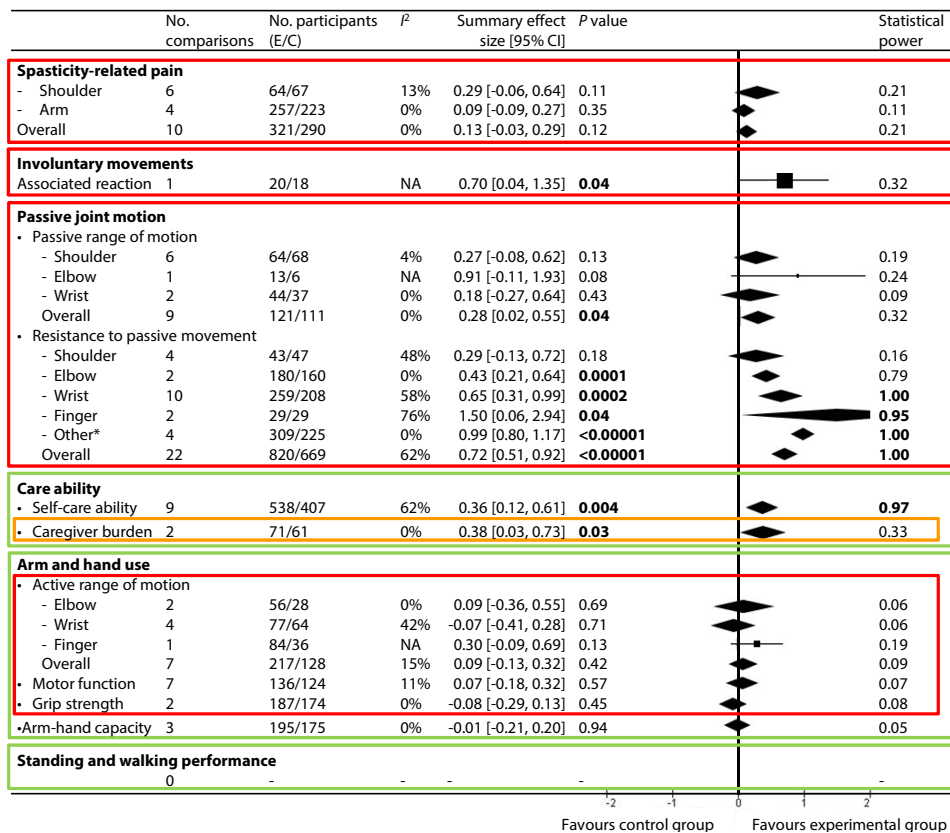 No. comparisons No. participants (E/C) I² Summary effect size [95% CI] P value Statistical power
Spasticity-related pain
- Shoulder 6 64/67 13% 0.29 [-0.06, 0.64] 0.11 0.21
- Arm 4 257/223 0% 0.09 [-0.09, 0.27] 0.35 0.11
Overall 10 321/290 0% 0.13 [-0.03, 0.29] 0.12 0.21
Involuntary movements
Associated reaction 1 20/18 NA 0.70 [0.04, 1.35] 0.04 0.32
Passive joint motion
• Passive range of motion
- Shoulder 6 64/68 4% 0.27 [-0.08, 0.62] 0.13 0.19
- Elbow 1 13/6 NA 0.91 [-0.11, 1.93] 0.08 0.24
- Wrist 2 44/37 0% 0.18 [-0.27, 0.64] 0.43 0.09
Overall 9 121/111 0% 0.28 [0.02, 0.55] 0.04 0.32
• Resistance to passive movement
- Shoulder 4 43/47 48% 0.29 [-0.13, 0.72] 0.18 0.16
- Elbow 2 180/160 0% 0.43 [0.21, 0.64] 0.0001 0.79
- Wrist 10 259/208 58% 0.65 [0.31, 0.99] 0.0002 1.00
- Finger 2 29/29 76% 1.50 [0.06, 2.94] 0.04 0.95
- Other* 4 309/225 0% 0.99 [0.80, 1.17] <0.00001 1.00
Overall 22 820/669 62% 0.72 [0.51, 0.92] <0.00001 1.00
Care ability
• Self-care ability 9 538/407 62% 0.36 [0.12, 0.61] 0.004 0.97
• Caregiver burden 2 71/61 0% 0.38 [0.03, 0.73] 0.03 0.33
Arm and hand use
• Active range of motion
- Elbow 2 56/28 0% 0.09 [-0.36, 0.55] 0.69 0.06
- Wrist 4 77/64 42% -0.07 [-0.41, 0.28] 0.71 0.06
- Finger 1 84/36 NA 0.30 [-0.09, 0.69] 0.13 0.19
Overall 7 217/128 15% 0.09 [-0.13, 0.32] 0.42 0.09
• Motor function 7 136/124 11% 0.07 [-0.18, 0.32] 0.57 0.07
• Grip strength 2 187/174 0% -0.08 [-0.29, 0.13] 0.45 0.08
•Arm-hand capacity 3 195/175 0% -0.01 [-0.21, 0.20] 0.94 0.05
Standing and walking performance
0 - - - - -
-2 -1 0 1 2
Favours control group Favours experimental group